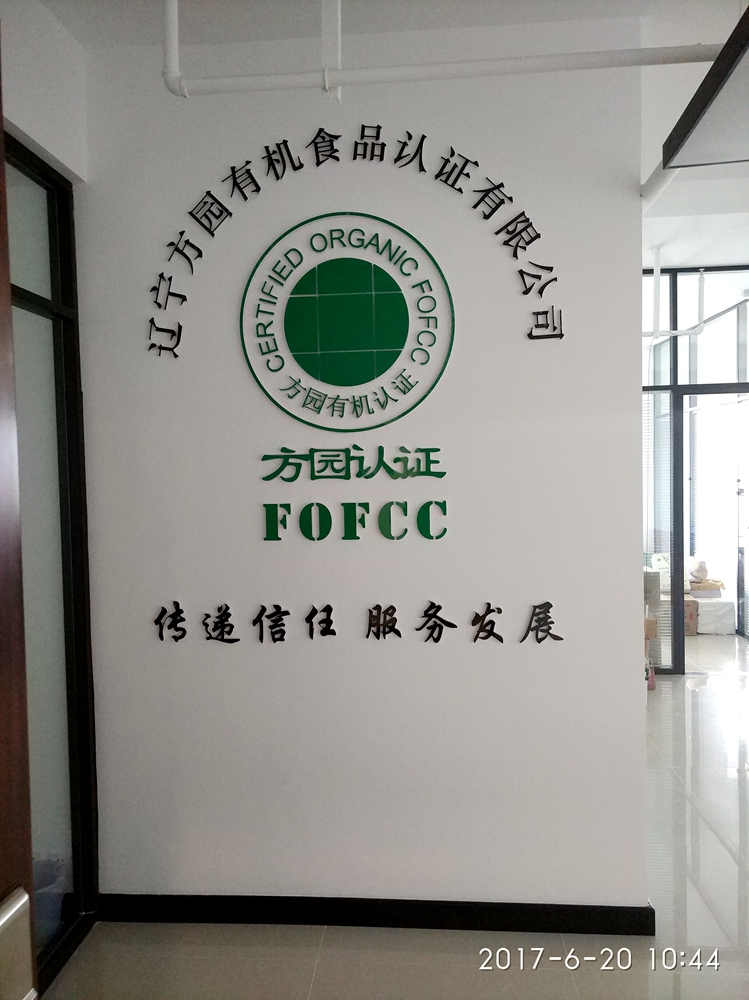 辽宁方园有机食品认证有限公司
CERTIFIED ORGANIC FOFCC
方园有机认证
方园认证
FOFCC
传递信任 服务发展
2017-6-20 10:44